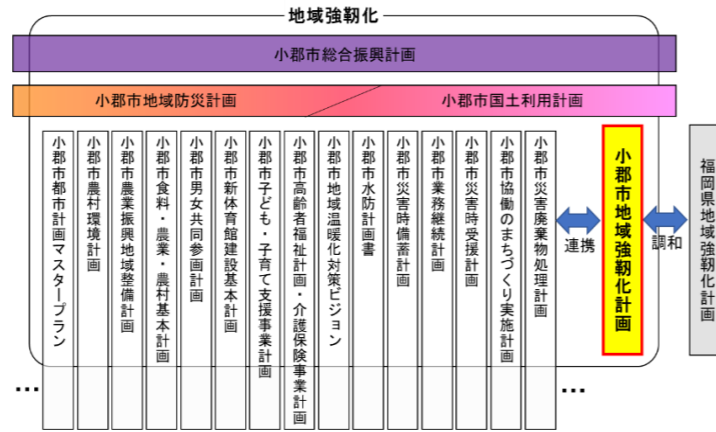 地域強靭化
小郡市総合振興計画
小郡市地域防災計画
小郡市国土利用計画
小郡市都市計画マスタープラン
小郡市農村環境計画
小郡市農業振興地域整備計画
小郡市食料・農業・農村基本計画
小郡市男女共同参画計画
小郡市新体育館建設基本計画
小郡市子ども・子育て支援事業計画
小郡市高齢者福祉計画・介護保険事業計画
小郡市地域温暖化対策ビジョン
小郡市水防計画書
小郡市災害時備蓄計画
小郡市業務継続計画
小郡市災害時受援計画
小郡市協働のまちづくり実施計画
小郡市災害廃棄物処理計画
連携
小郡市地域強靭化計画
調和
福岡県地域強靭化計画
…
…